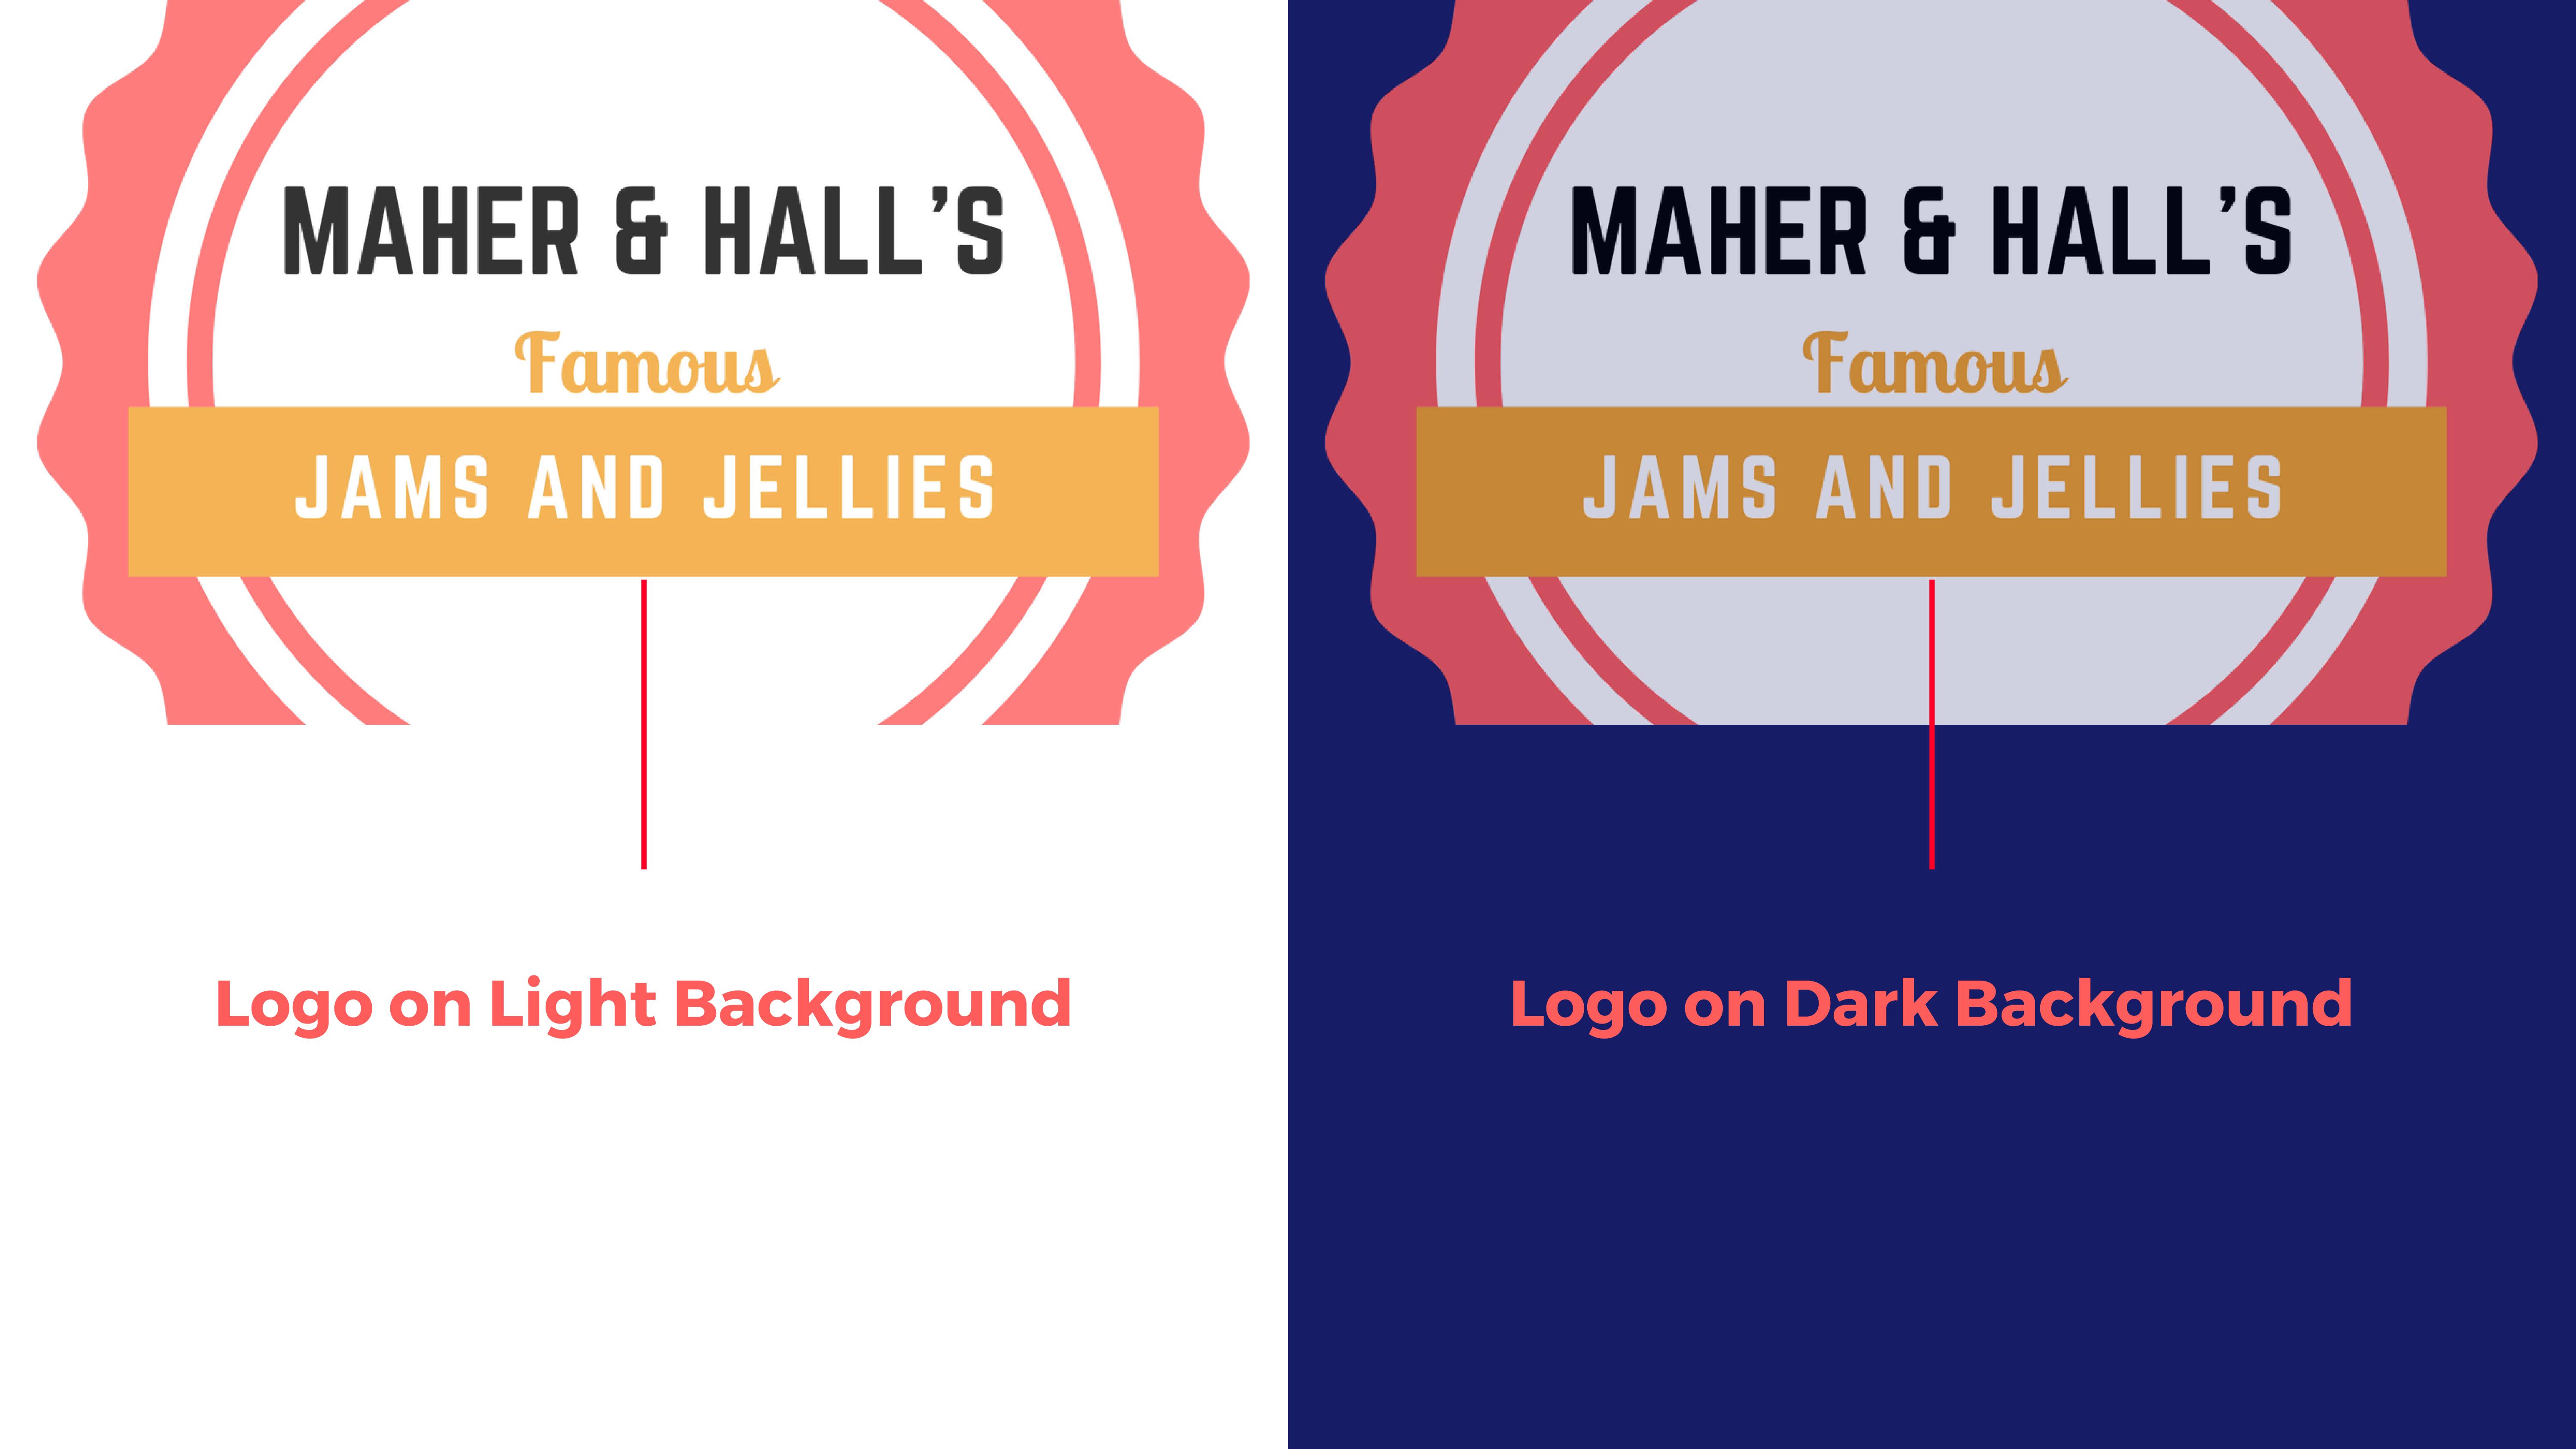 MAHER & HALL'S
Famous
JAMS AND JELLIES
Logo on Light Background
MAHER & HALL'S
Famous
JAMS AND JELLIES
Logo on Dark Background